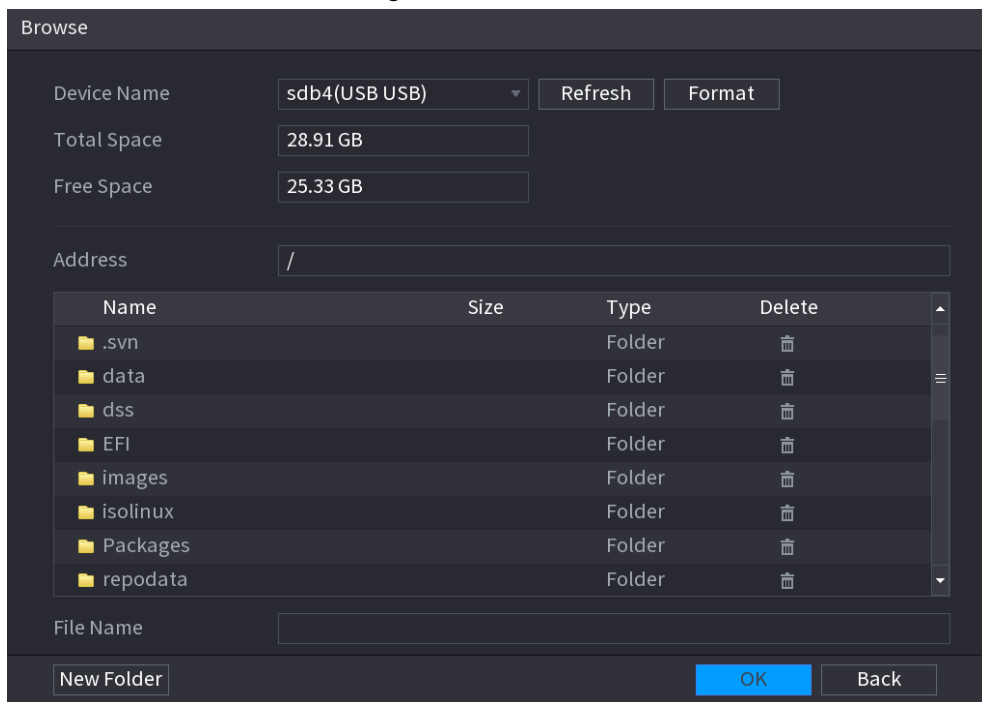 Browse
Device Name sdb4(USB USB) Refresh Format
Total Space 28.91 GB
Free Space 25.33 GB
Address /
Name Size Type Delete
.svn Folder
data Folder
dss Folder
EFI Folder
images Folder
isolinux Folder
Packages Folder
repodata Folder
File Name
New Folder OK Back